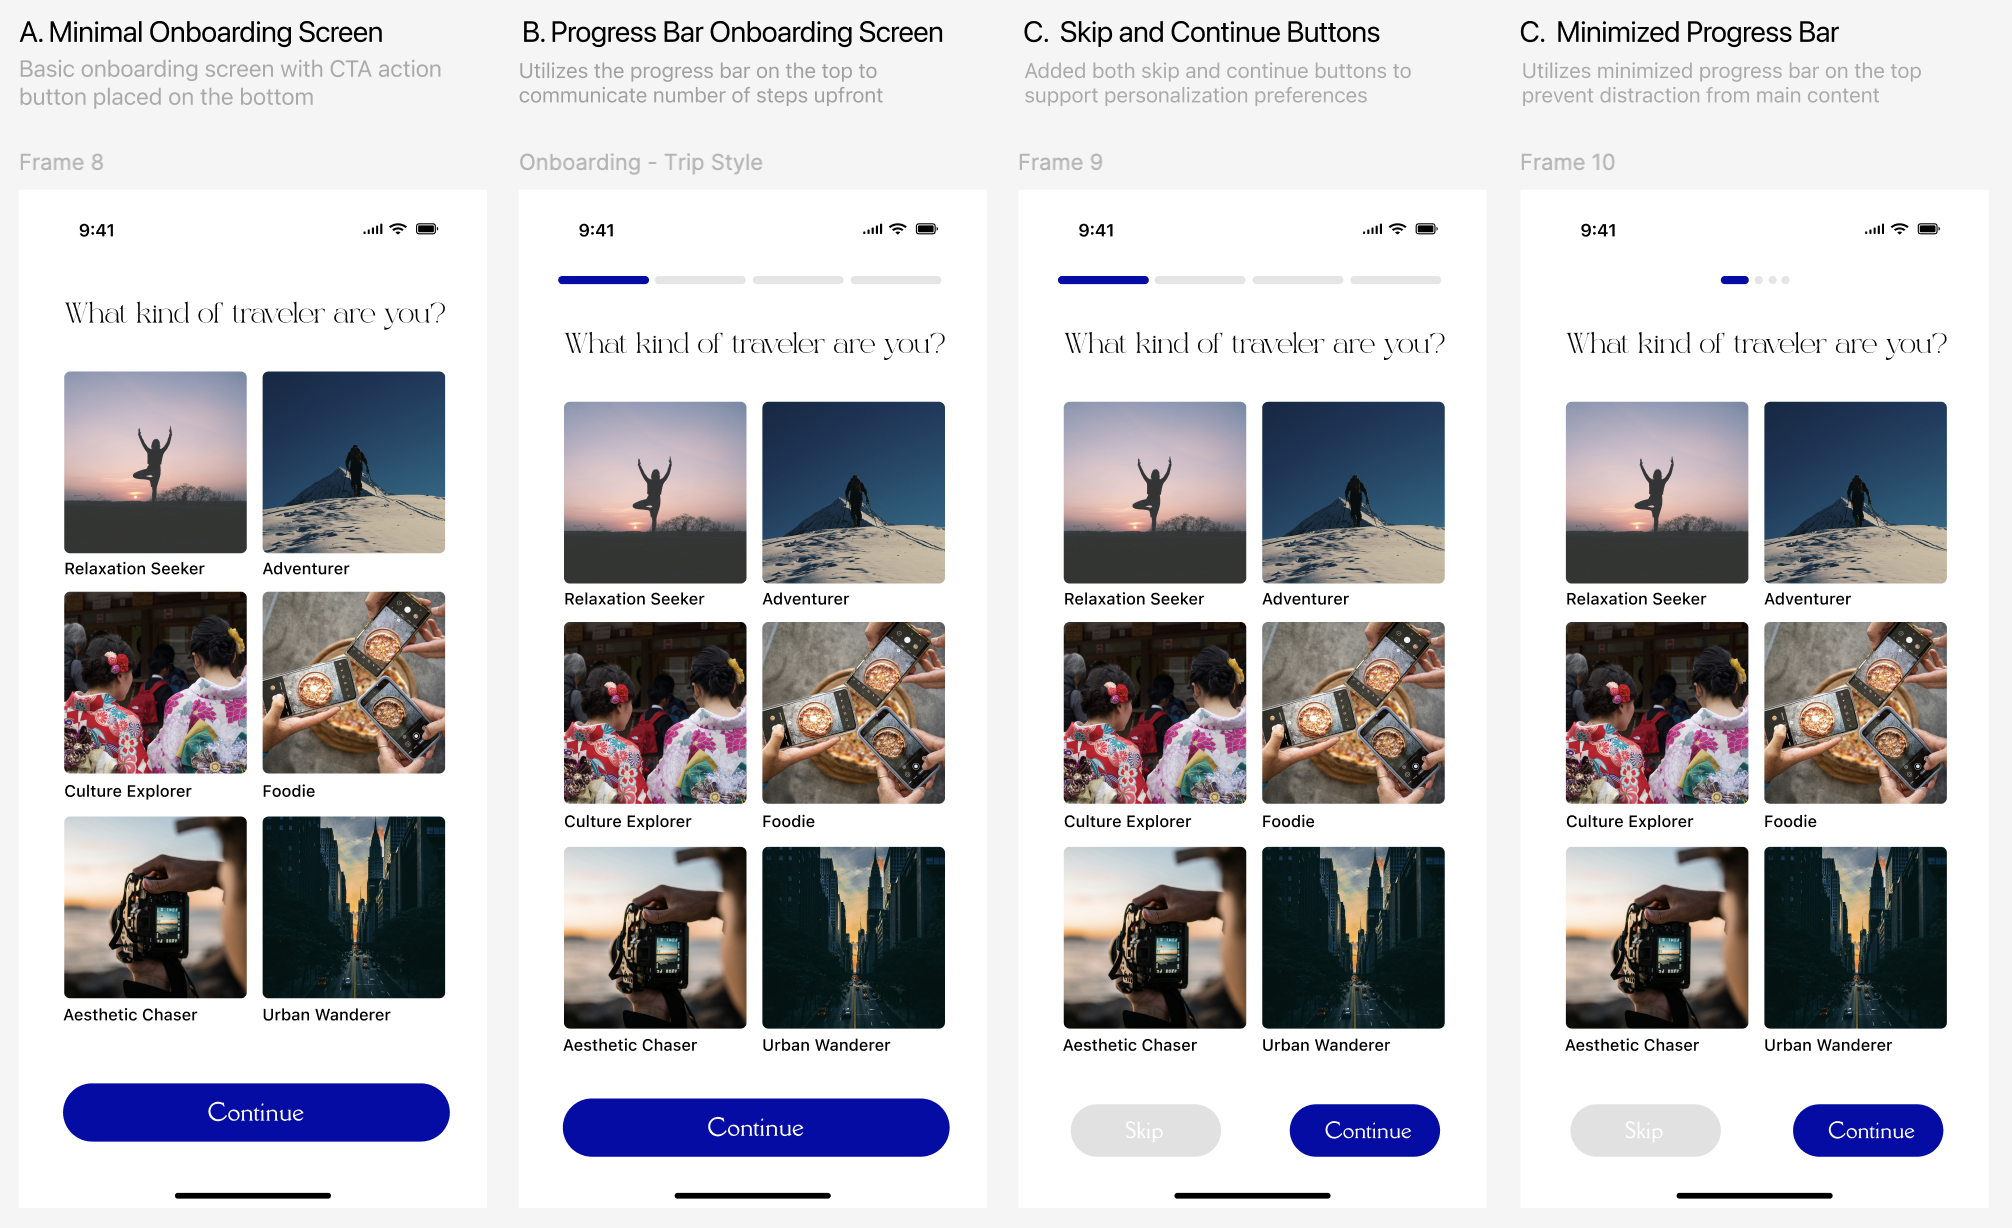 A. Minimal Onboarding Screen
Basic onboarding screen with CTA action
button placed on the bottom
Frame 8
9:41
What kind of traveler are you?
Relaxation Seeker
Adventurer
Culture Explorer
Foodie
Aesthetic Chaser
Urban Wanderer
Continue
B. Progress Bar Onboarding Screen
Utilizes the progress bar on the top to
communicate number of steps upfront
Onboarding - Trip Style
9:41
What kind of traveler are you?
Relaxation Seeker
Adventurer
Culture Explorer
Foodie
Aesthetic Chaser
Urban Wanderer
Continue
C. Skip and Continue Buttons
Added both skip and continue buttons to
support personalization preferences
Frame 9
9:41
What kind of traveler are you?
Relaxation Seeker
Adventurer
Culture Explorer
Foodie
Aesthetic Chaser
Urban Wanderer
Skip
Continue
C. Minimized Progress Bar
Utilizes minimized progress bar on the top
prevent distraction from main content
Frame 10
9:41
What kind of traveler are you?
Relaxation Seeker
Adventurer
Culture Explorer
Foodie
Aesthetic Chaser
Urban Wanderer
Skip
Continue